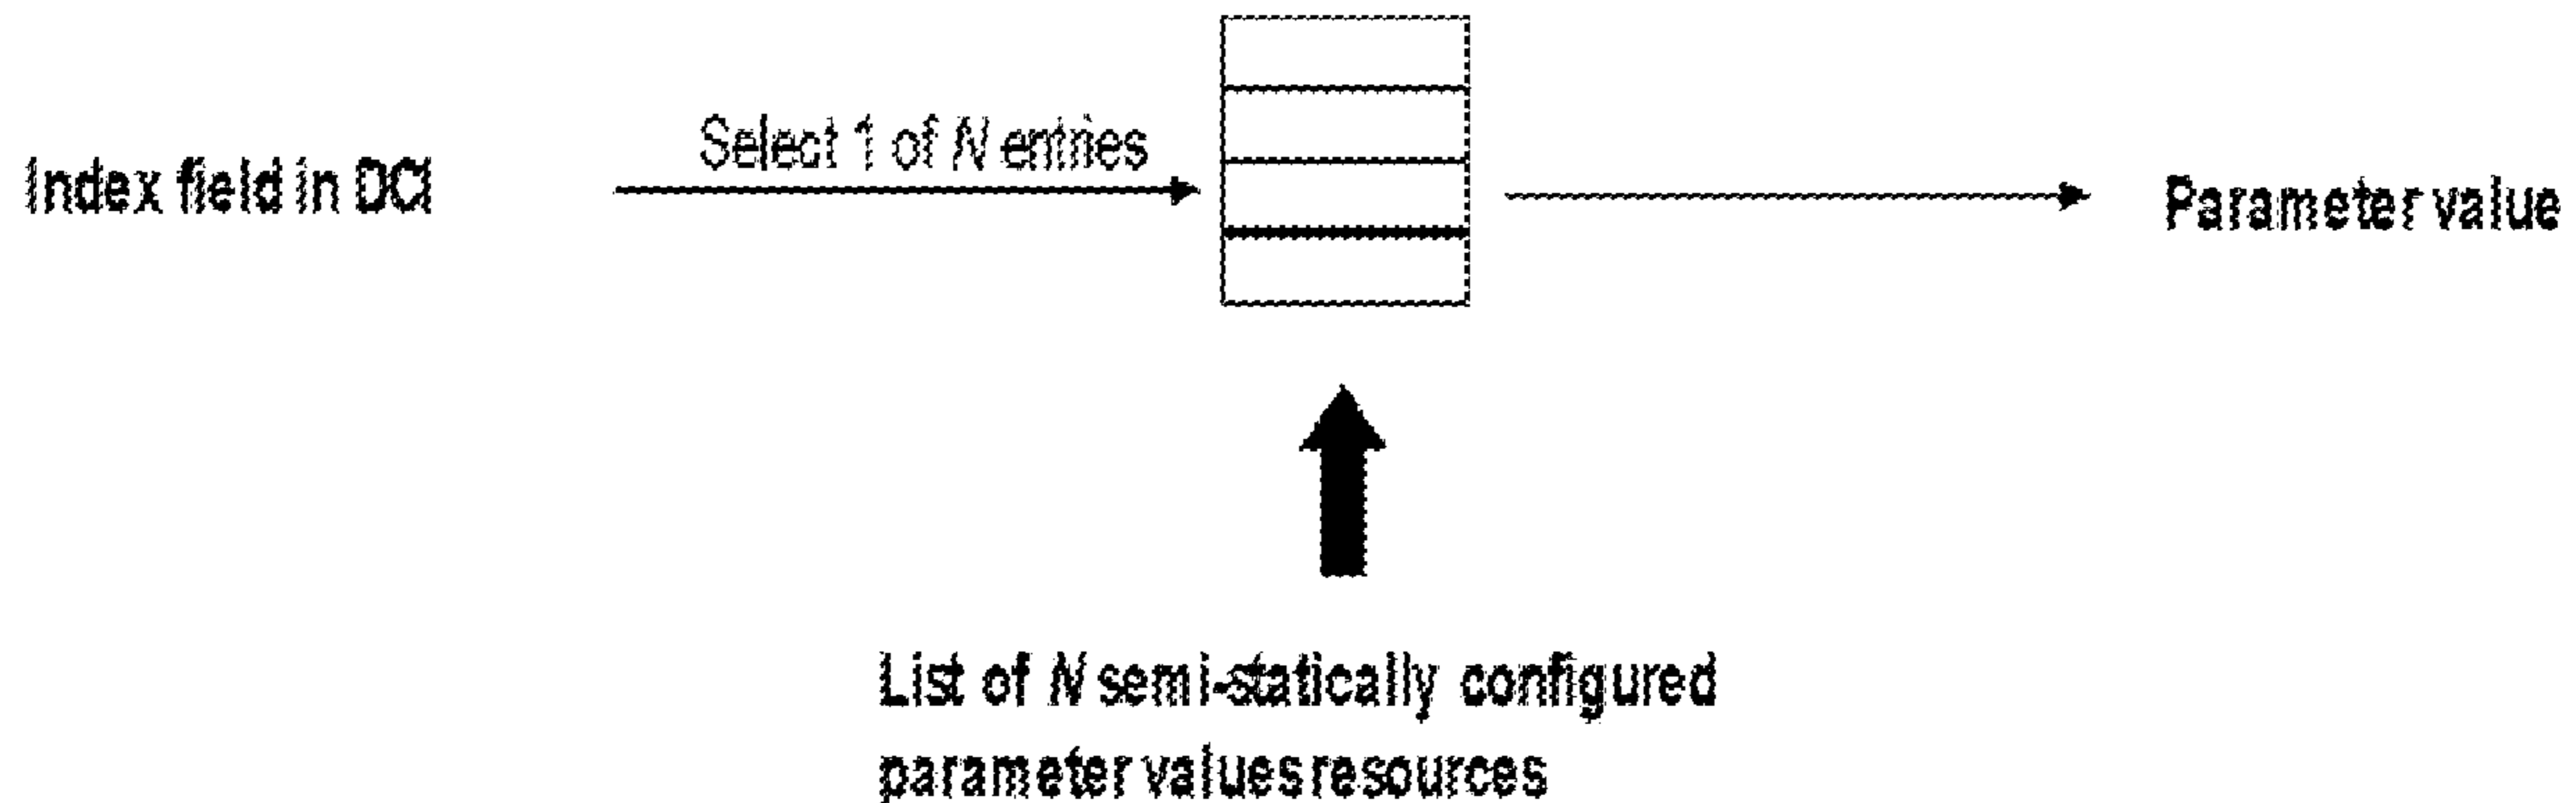 Select 1 of N entries
Index field in DCI
Parameter value
List of N semi-statically configured
parameter values resources